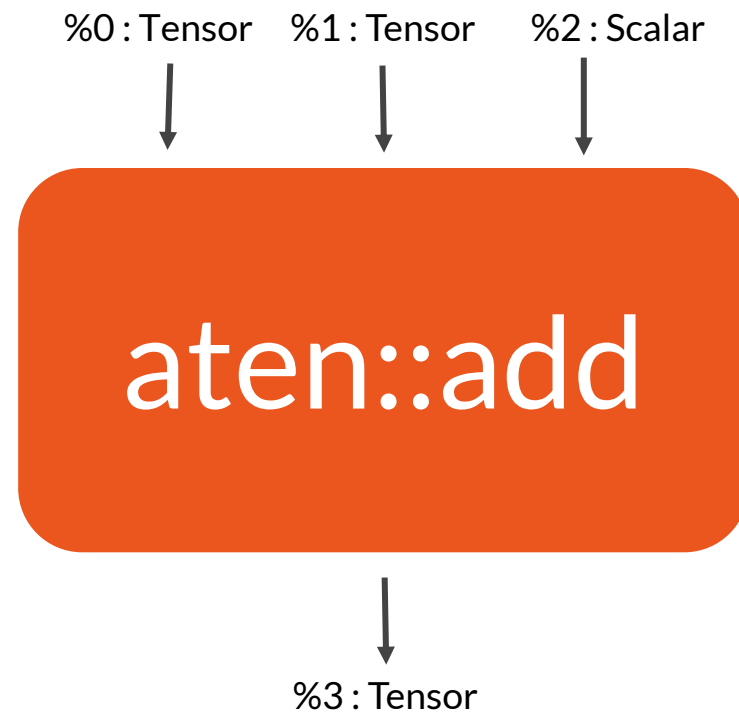 %0 : Tensor %1 : Tensor %2 : Scalar
aten::add
%3 : Tensor